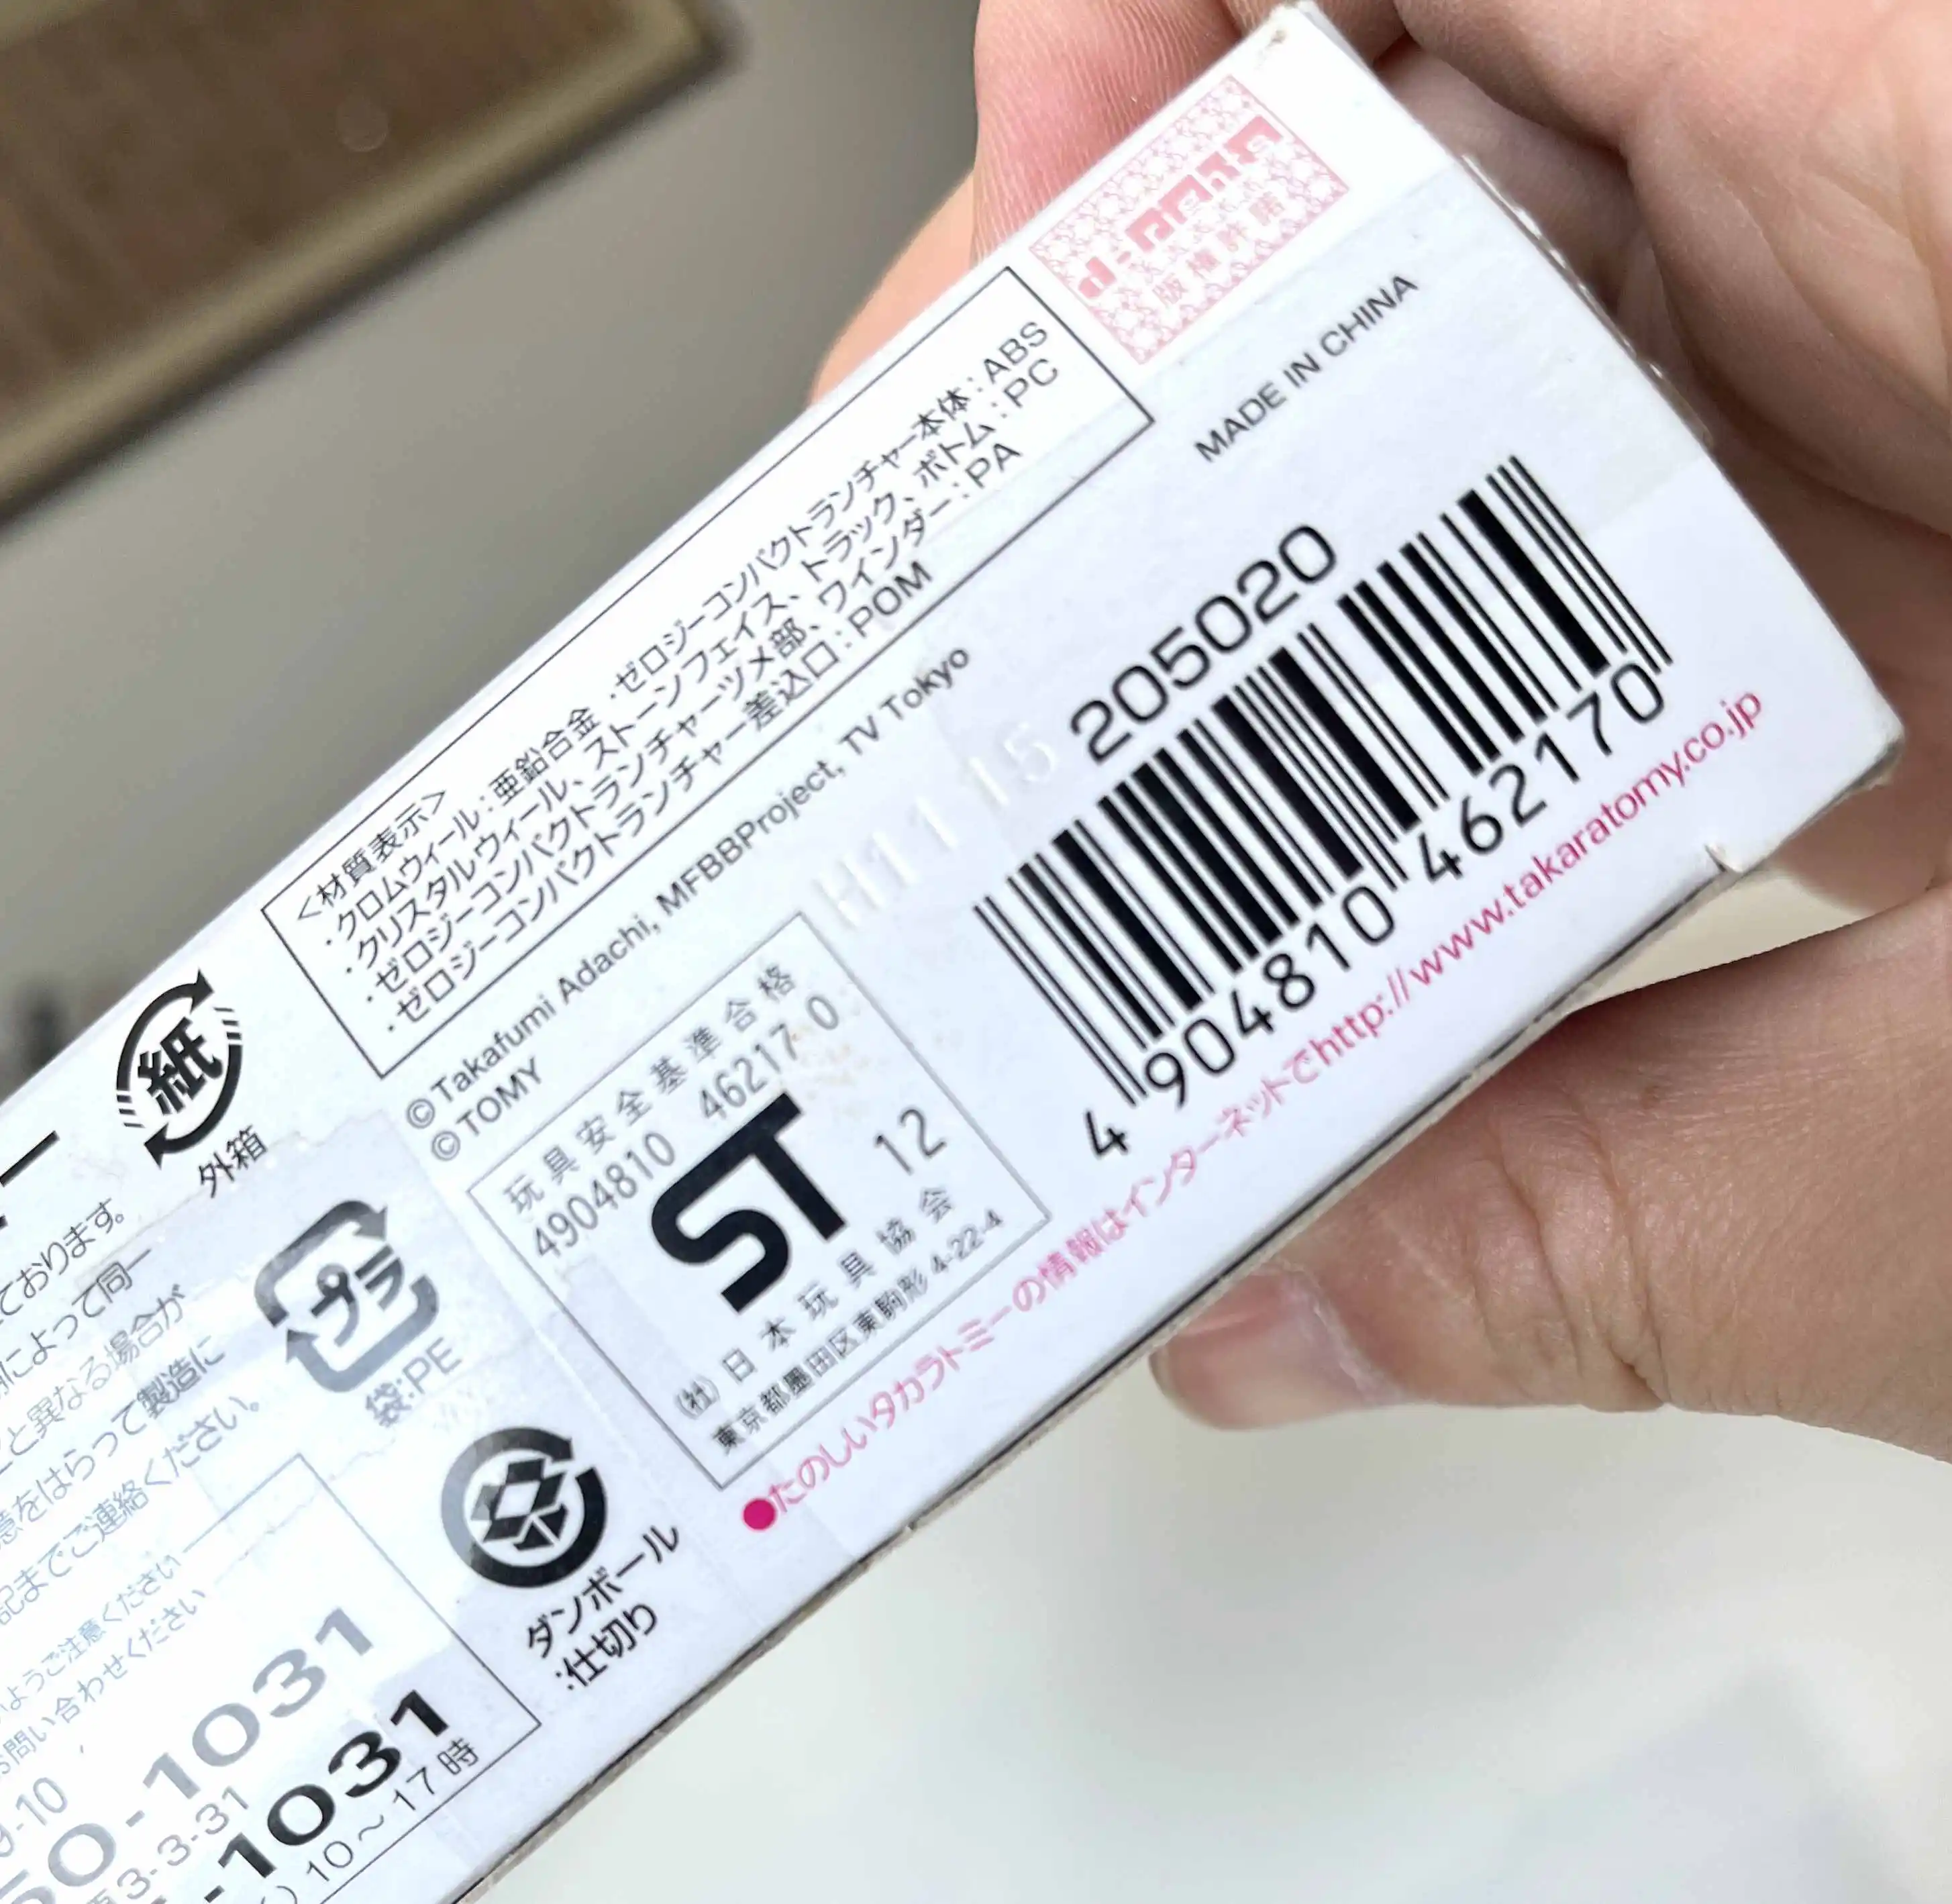 d-rights
版権許諾
MADE IN CHINA
<材質表示>
・クロムウィール：亜鉛合金 ・ゼロジーコンパクトランチャー本体：ABS
・クリスタルウィール、ストーンフェイス、トラック、ボトム：PC
・ゼロジーコンパクトランチャーツメ部、ワインダー：PA
・ゼロジーコンパクトランチャー差込口：POM
©Takafumi Adachi, MFBBProject, TV Tokyo
©TOMY
H1115
205020
4 904810 462170
玩具安全基準合格
4904810 46217 0
ST 12
(社)日本玩具協会
東京都墨田区東駒形 4-22-4
●たのしいタカラトミーの情報はインターネットでhttp://www.takaratomy.co.jp
紙
外箱
プラ
袋:PE
ダンボール
:仕切り
ております。
によって同一
と異なる場合が
意をはらって製造に
記までご連絡ください。
ようご注意ください
お問い合わせください
9-10
50-1031
3-3-31
-1031
10～17時